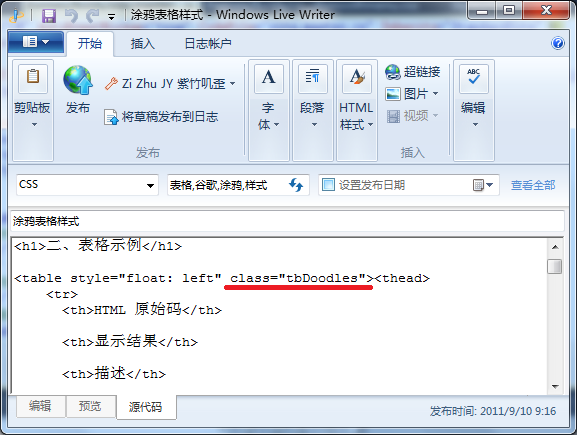 涂鸦表格样式 - Windows Live Writer
开始 插入 日志帐户
剪贴板
发布
Zi Zhu JY 紫竹叽歪
将草稿发布到日志
发布
A
字体
段落
HTML 样式
超链接
图片
视频
插入
ABC
编辑
CSS
表格,谷歌,涂鸦,样式
设置发布日期
查看全部
涂鸦表格样式
<h1>二、表格示例</h1>
<table style="float: left" class="tbDoodles"><thead>
<tr>
<th>HTML 原始码</th>
<th>显示结果</th>
<th>描述</th>
编辑 预览 源代码
发布时间: 2011/9/10 9:16